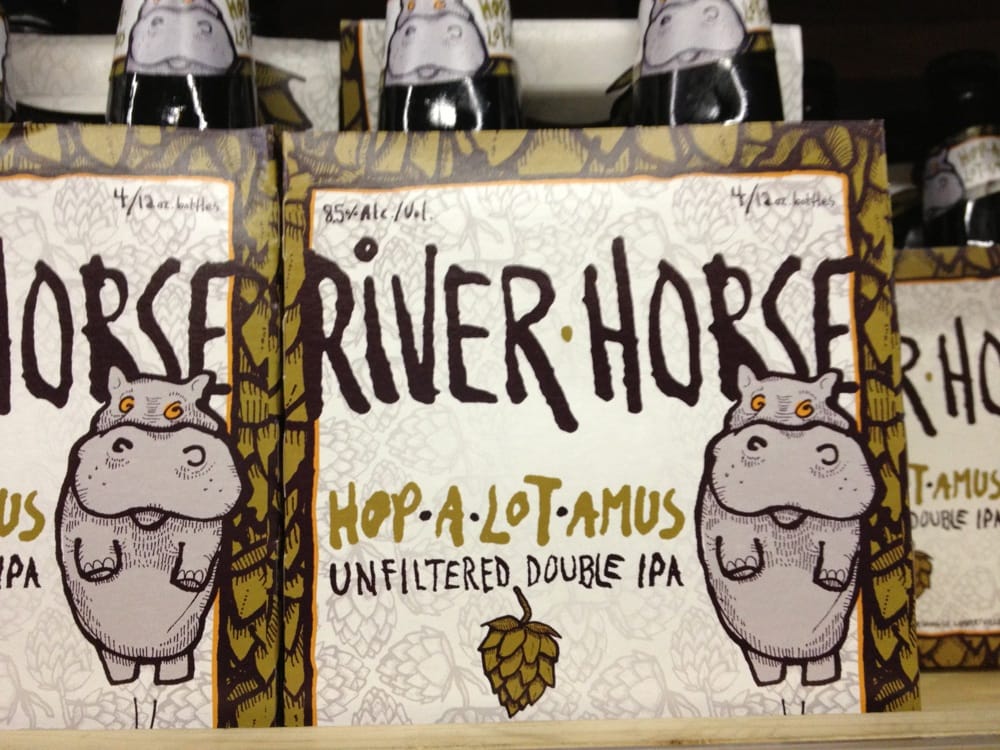 4/12 oz. bottles
HORSE
US
IPA
8.5% Alc./Vol.
4/12 oz. bottles
RiVER·HORSE
HOP·A·LOT·AMUS
UNFILTERED DOUBLE IPA
R·HO
T·AMUS
DOUBLE IPA